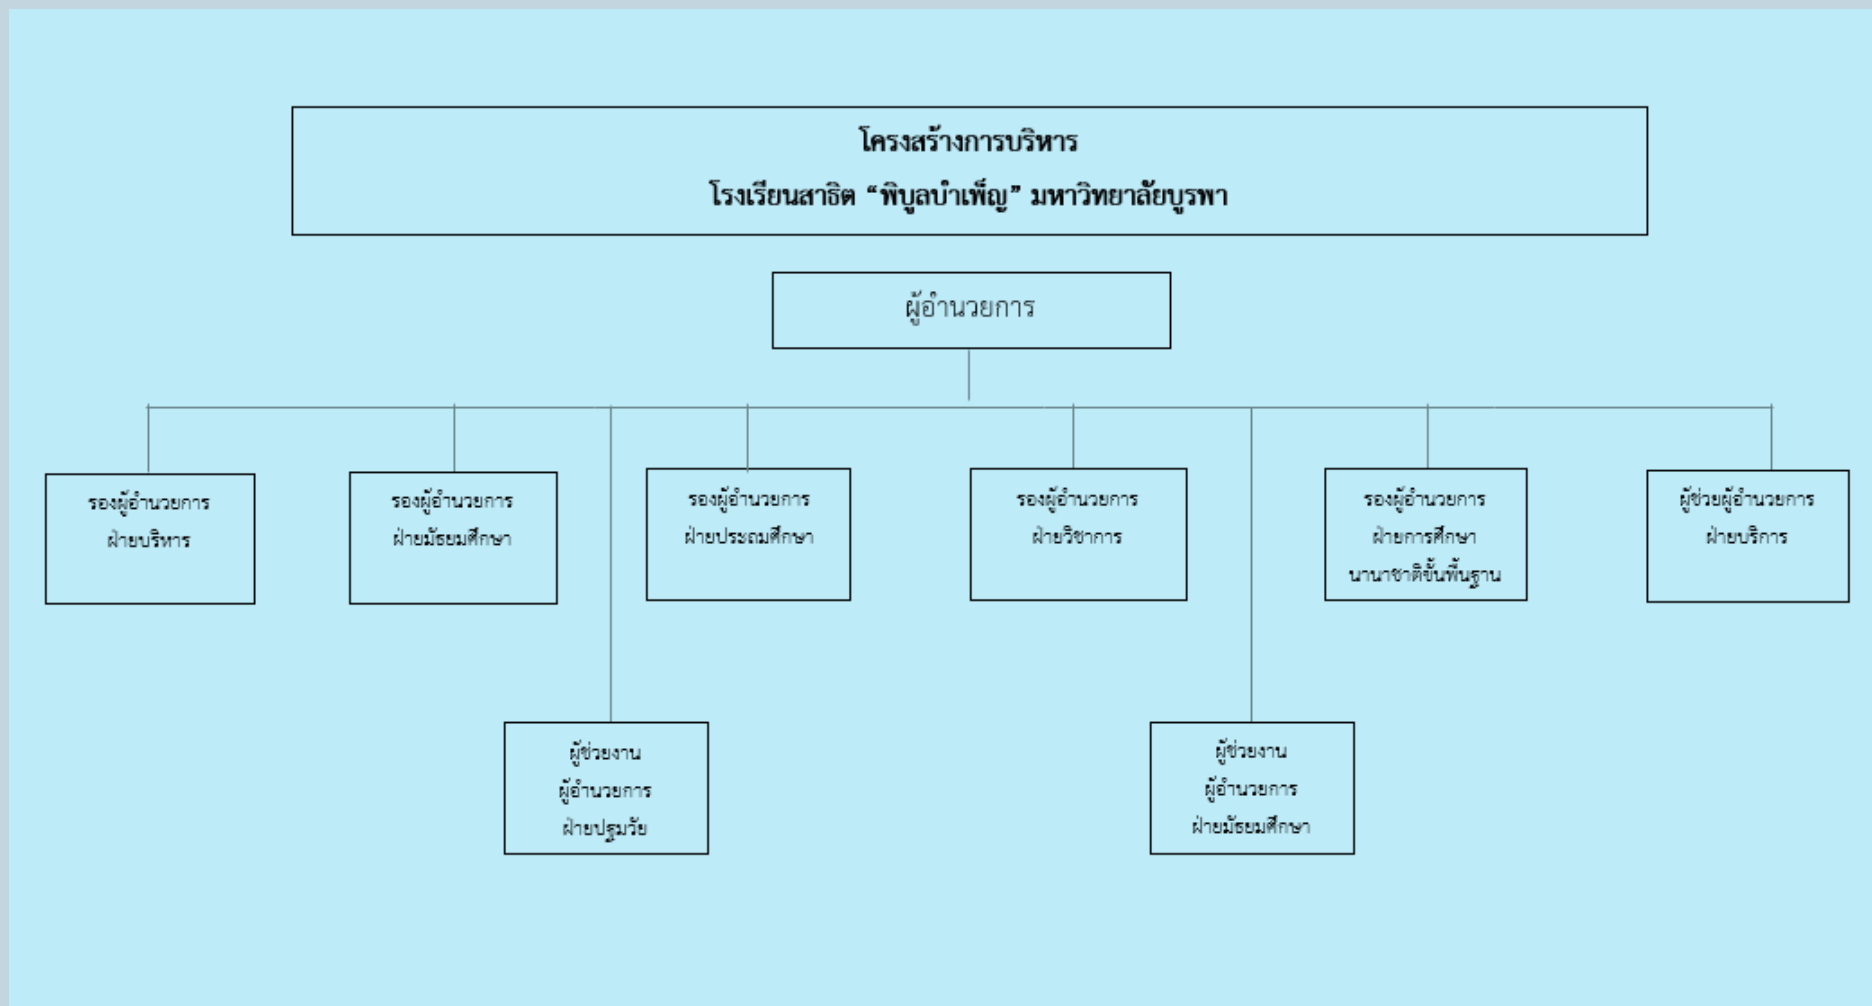 โครงสร้างการบริหาร
โรงเรียนสาธิต “พิบูลบำเพ็ญ” มหาวิทยาลัยบูรพา
ผู้อำนวยการ
รองผู้อำนวยการ
ฝ่ายบริหาร
รองผู้อำนวยการ
ฝ่ายมัธยมศึกษา
รองผู้อำนวยการ
ฝ่ายประถมศึกษา
รองผู้อำนวยการ
ฝ่ายวิชาการ
รองผู้อำนวยการ
ฝ่ายการศึกษา
นานาชาติขั้นพื้นฐาน
ผู้ช่วยผู้อำนวยการ
ฝ่ายบริการ
ผู้ช่วยงาน
ผู้อำนวยการ
ฝ่ายปฐมวัย
ผู้ช่วยงาน
ผู้อำนวยการ
ฝ่ายมัธยมศึกษา